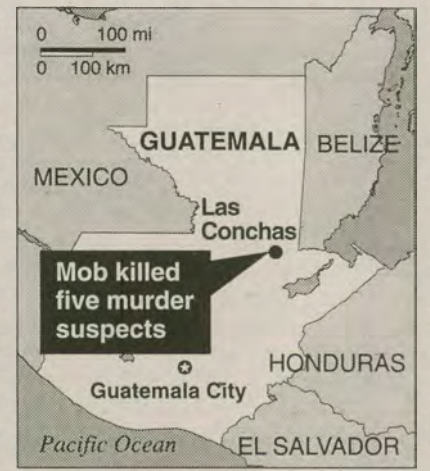 0 100 mi
0 100 km
GUATEMALA
BELIZE
MEXICO
Las
Conchas
Mob killed
five murder
suspects
HONDURAS
Guatemala City
Pacific Ocean
EL SALVADOR